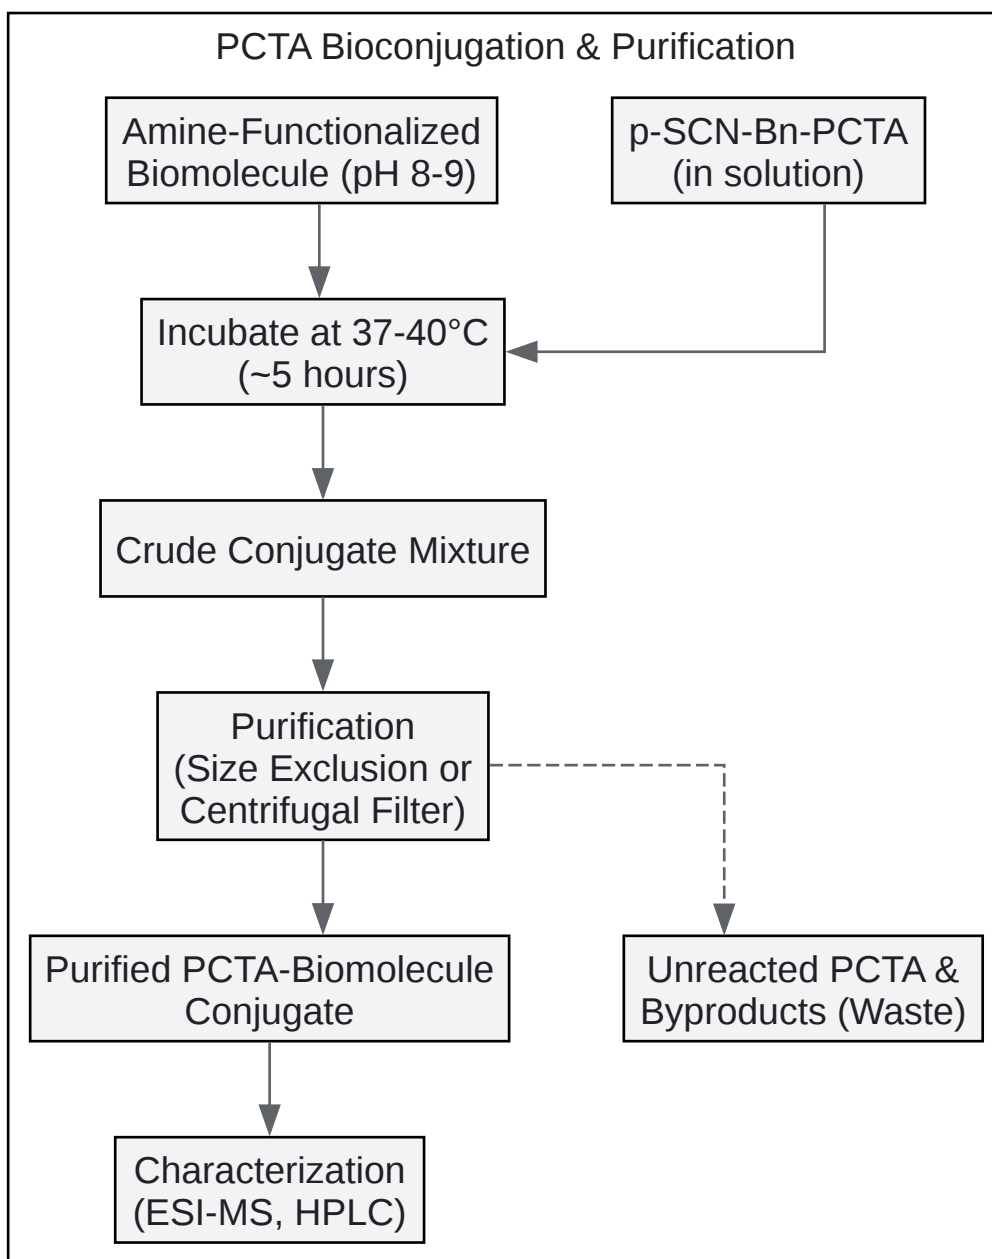 PCTA Bioconjugation & Purification
Amine-Functionalized
Biomolecule (pH 8-9)
p-SCN-Bn-PCTA
(in solution)
Incubate at 37-40°C
(~5 hours)
Crude Conjugate Mixture
Purification
(Size Exclusion or
Centrifugal Filter)
Purified PCTA-Biomolecule
Conjugate
Unreacted PCTA &
Byproducts (Waste)
Characterization
(ESI-MS, HPLC)